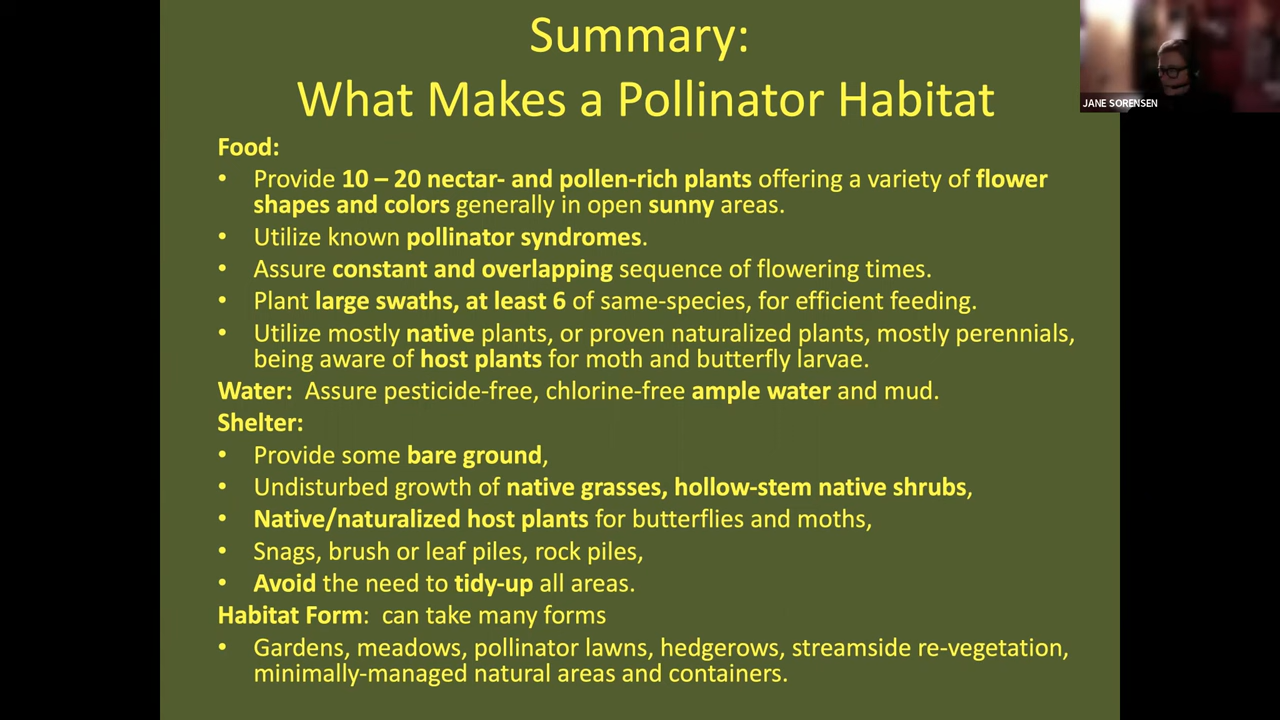 Summary:
What Makes a Pollinator Habitat
JANE SORENSEN
Food:
• Provide 10 – 20 nectar- and pollen-rich plants offering a variety of flower
shapes and colors generally in open sunny areas.
• Utilize known pollinator syndromes.
• Assure constant and overlapping sequence of flowering times.
• Plant large swaths, at least 6 of same-species, for efficient feeding.
• Utilize mostly native plants, or proven naturalized plants, mostly perennials,
being aware of host plants for moth and butterfly larvae.
Water: Assure pesticide-free, chlorine-free ample water and mud.
Shelter:
• Provide some bare ground,
• Undisturbed growth of native grasses, hollow-stem native shrubs,
• Native/naturalized host plants for butterflies and moths,
• Snags, brush or leaf piles, rock piles,
• Avoid the need to tidy-up all areas.
Habitat Form: can take many forms
• Gardens, meadows, pollinator lawns, hedgerows, streamside re-vegetation,
minimally-managed natural areas and containers.